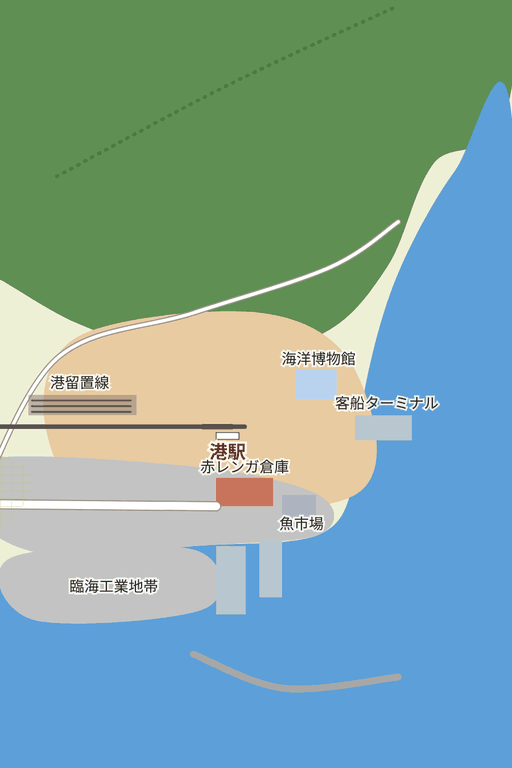 海洋博物館
港留置線
客船ターミナル
港駅
赤レンガ倉庫
魚市場
臨海工業地帯